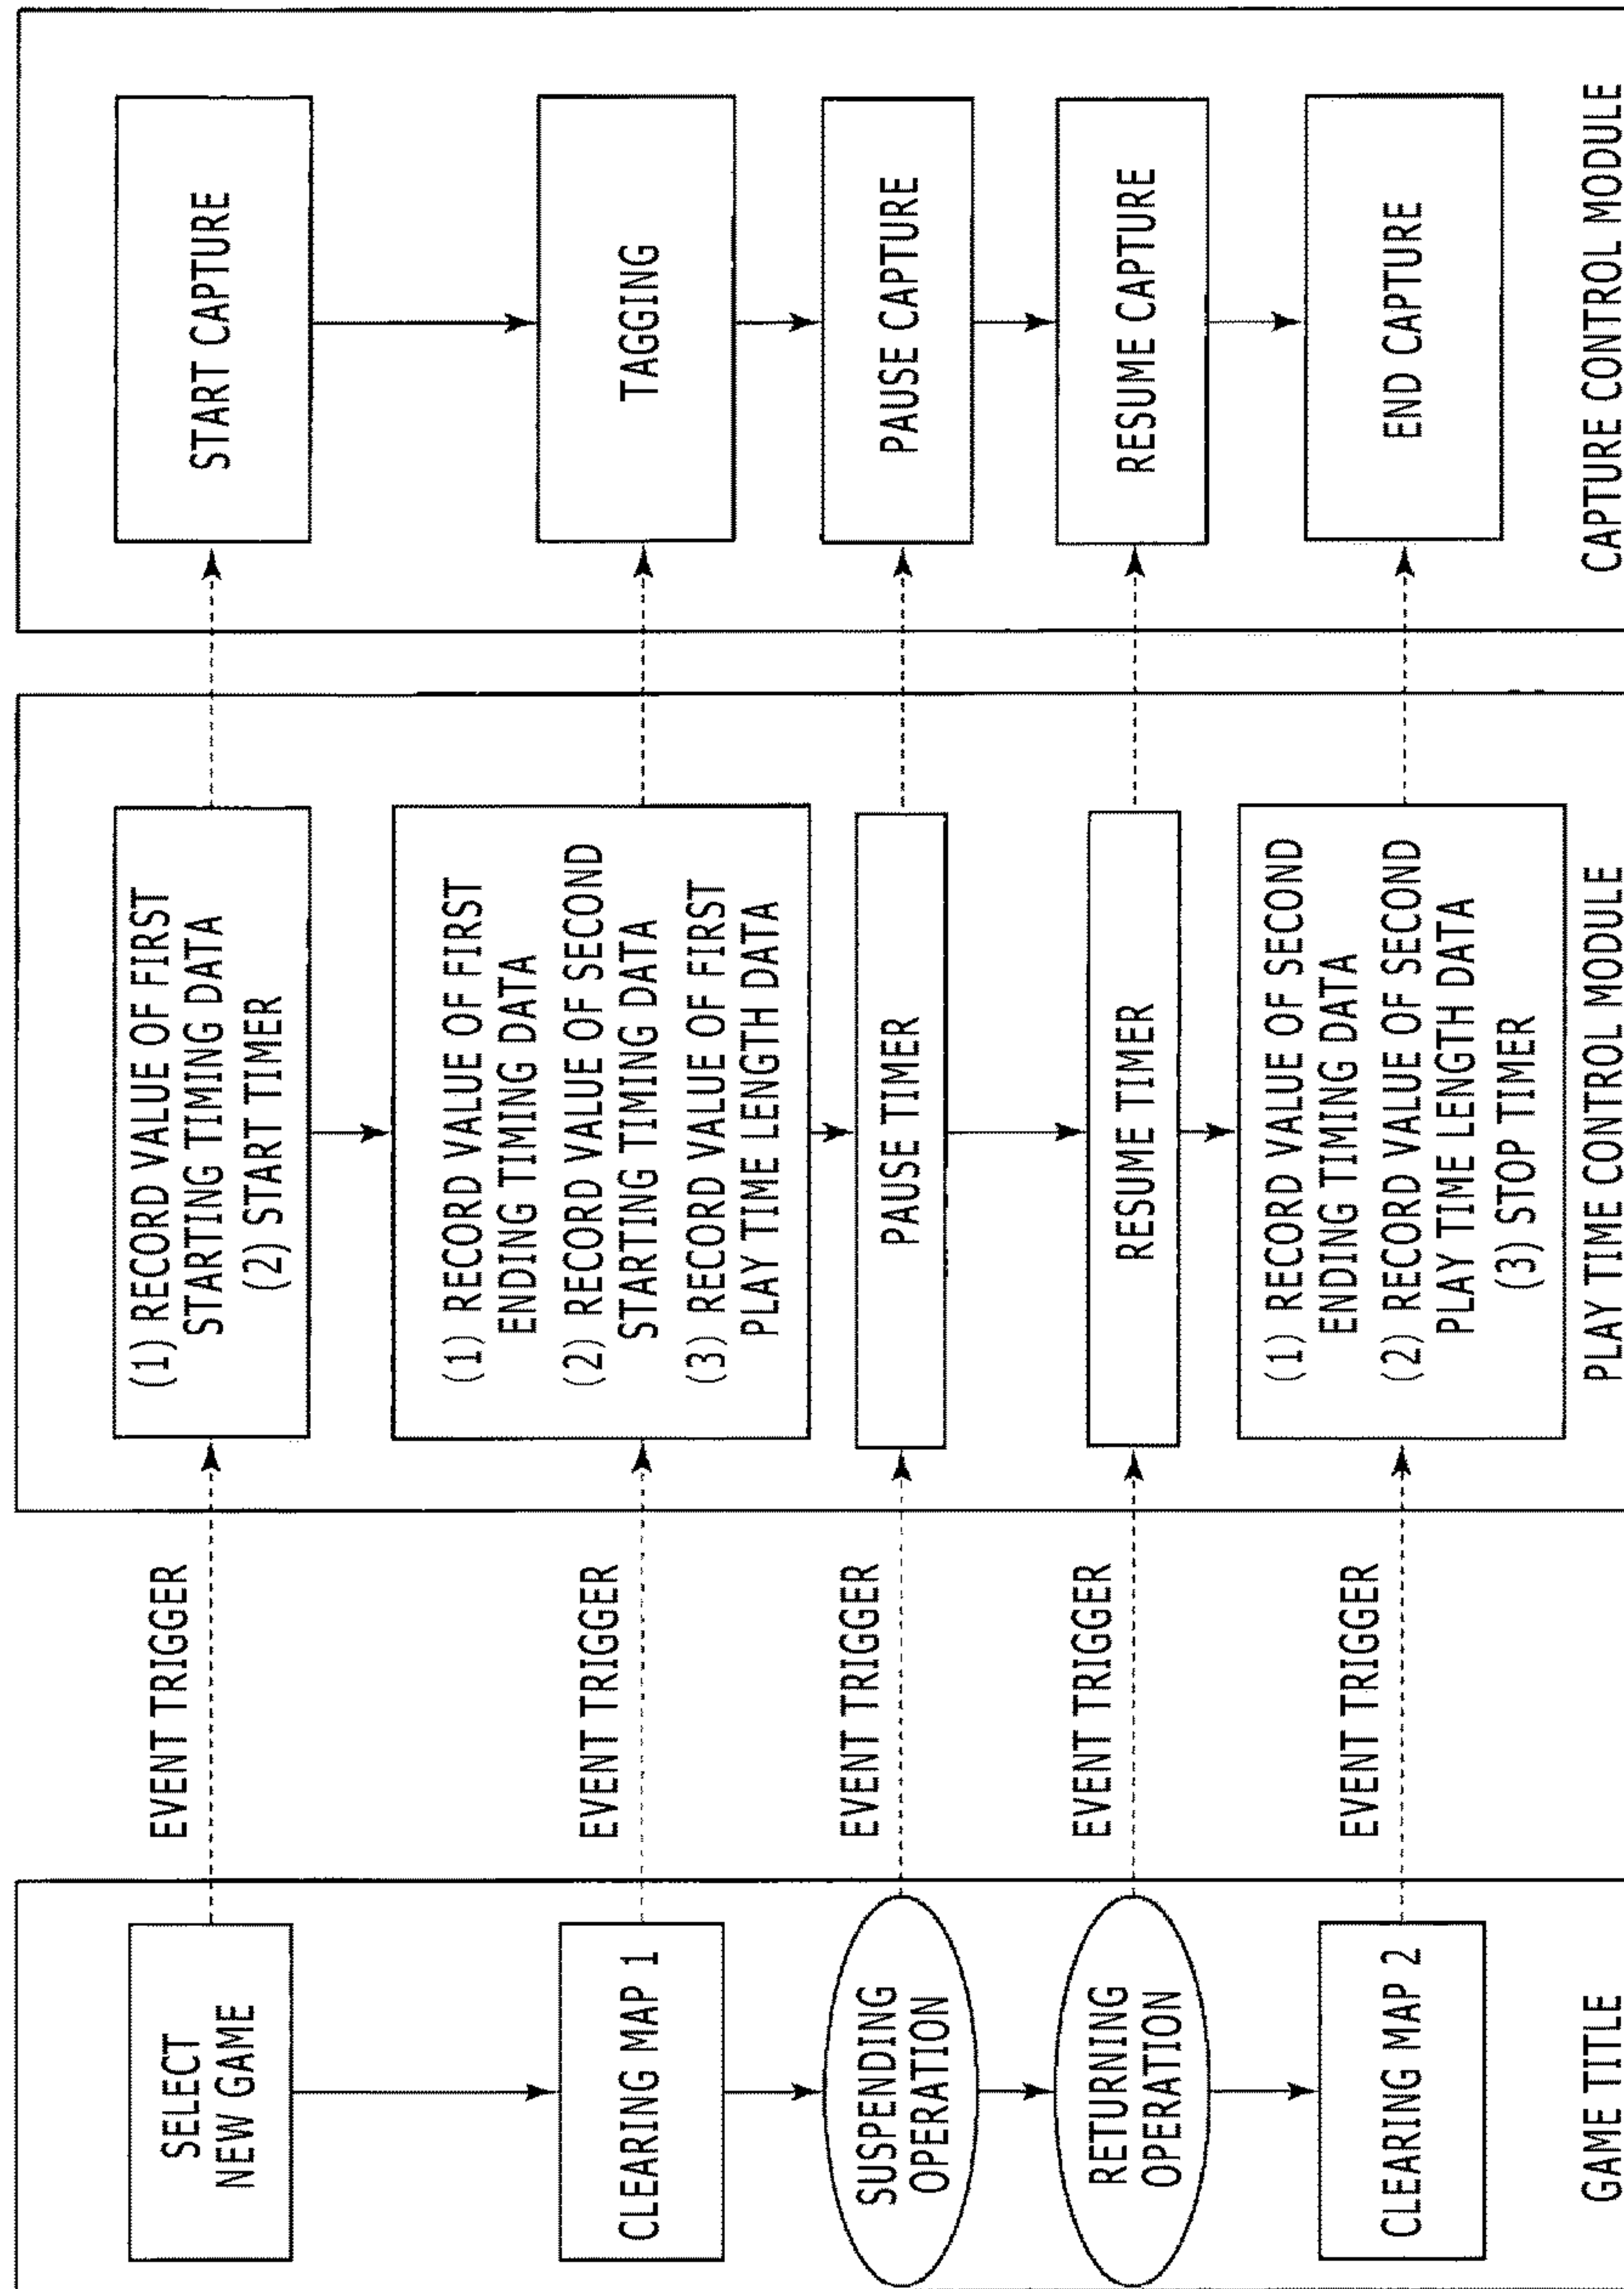 SELECT
NEW GAME
CLEARING MAP 1
SUSPENDING
OPERATION
RETURNING
OPERATION
CLEARING MAP 2
GAME TITLE
EVENT TRIGGER
EVENT TRIGGER
EVENT TRIGGER
EVENT TRIGGER
EVENT TRIGGER
(1) RECORD VALUE OF FIRST
STARTING TIMING DATA
(2) START TIMER
(1) RECORD VALUE OF FIRST
ENDING TIMING DATA
(2) RECORD VALUE OF SECOND
STARTING TIMING DATA
(3) RECORD VALUE OF FIRST
PLAY TIME LENGTH DATA
PAUSE TIMER
RESUME TIMER
(1) RECORD VALUE OF SECOND
ENDING TIMING DATA
(2) RECORD VALUE OF SECOND
PLAY TIME LENGTH DATA
(3) STOP TIMER
PLAY TIME CONTROL MODULE
START CAPTURE
TAGGING
PAUSE CAPTURE
RESUME CAPTURE
END CAPTURE
CAPTURE CONTROL MODULE